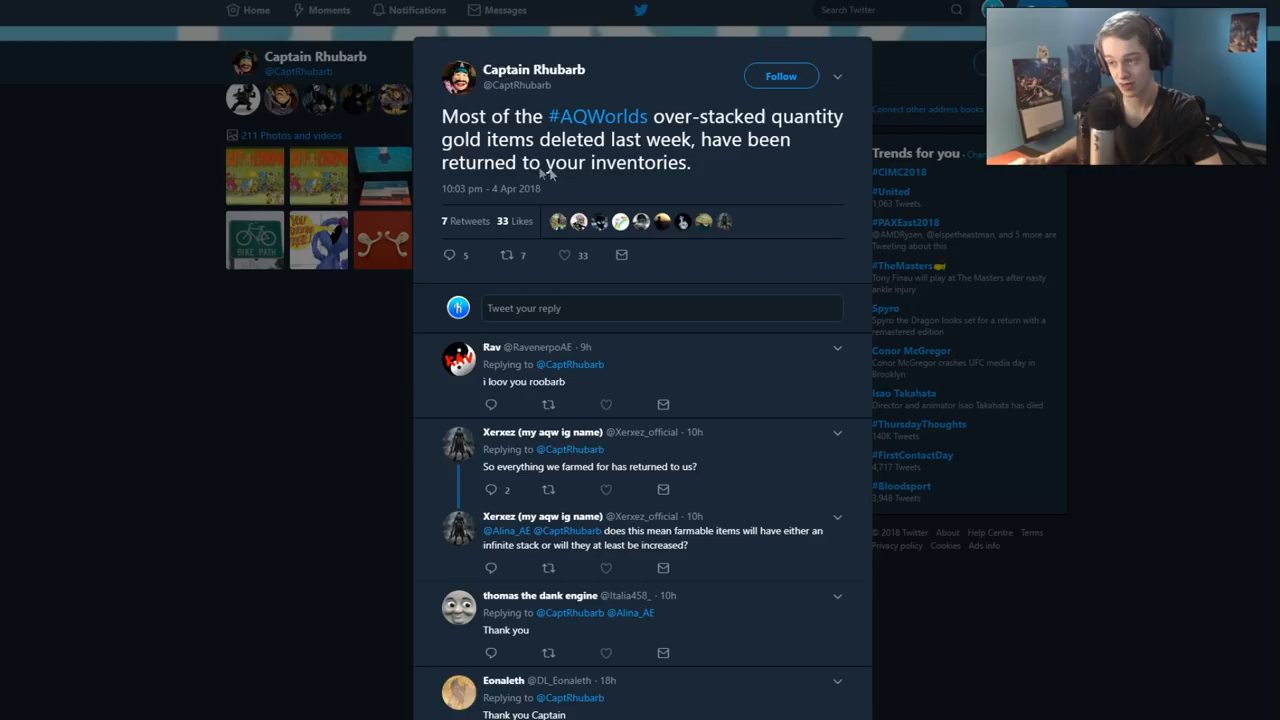 Home
Moments
Notifications
Messages
Search Twitter
Captain Rhubarb
@CaptRhubarb
211 Photos and videos
Captain Rhubarb
@CaptRhubarb
Follow
Most of the #AQWorlds over-stacked quantity
gold items deleted last week, have been
returned to your inventories.
10:03 pm - 4 Apr 2018
7 Retweets 33 Likes
5 7 33
Tweet your reply
Rav @RavenerpoAE · 9h
Replying to @CaptRhubarb
i loov you roobarb
Xerxez (my aqw ig name) @Xerxez_official · 10h
Replying to @CaptRhubarb
So everything we farmed for has returned to us?
2
Xerxez (my aqw ig name) @Xerxez_official · 10h
@Alina_AE @CaptRhubarb does this mean farmable items will have either an
infinite stack or will they at least be increased?
thomas the dank engine @Italia458_ · 10h
Replying to @CaptRhubarb @Alina_AE
Thank you
Eonaleth @DL_Eonaleth · 18h
Replying to @CaptRhubarb
Thank you Captain
Connect other address books
Trends for you ·
#CIMC2018
#United
1,063 Tweets
#PAXEast2018
@AMDRyzen, @elspeteastman, and 5 more are
Tweeting about this
#TheMasters
Tony Finau will play at The Masters after nasty
ankle injury
Spyro
Spyro the Dragon looks set for a return with a
remastered edition
Conor McGregor
Conor McGregor crashes UFC media day in
Brooklyn
Isao Takahata
Director and animator Isao Takahata has died
#ThursdayThoughts
140K Tweets
#FirstContactDay
4,717 Tweets
#Bloodsport
3,948 Tweets
© 2018 Twitter About Help Centre Terms
Privacy policy Cookies Ads info